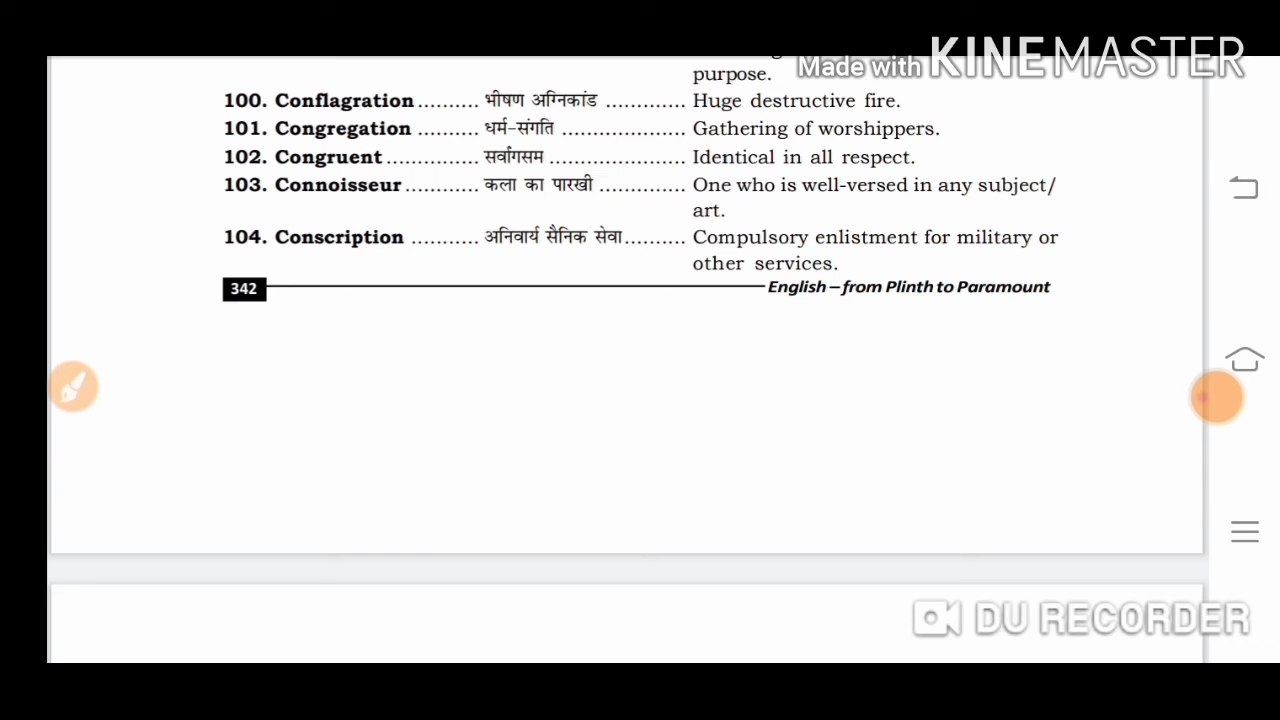 Made with KINEMASTER
purpose.
100. Conflagration .......... भीषण अग्निकांड ............. Huge destructive fire.
101. Congregation .......... धर्म-संगति .................... Gathering of worshippers.
102. Congruent............... सर्वांगसम ...................... Identical in all respect.
103. Connoisseur ............ कला का पारखी .............. One who is well-versed in any subject/
art.
104. Conscription ........... अनिवार्य सैनिक सेवा.......... Compulsory enlistment for military or
other services.
342 English – from Plinth to Paramount
DU RECORDER